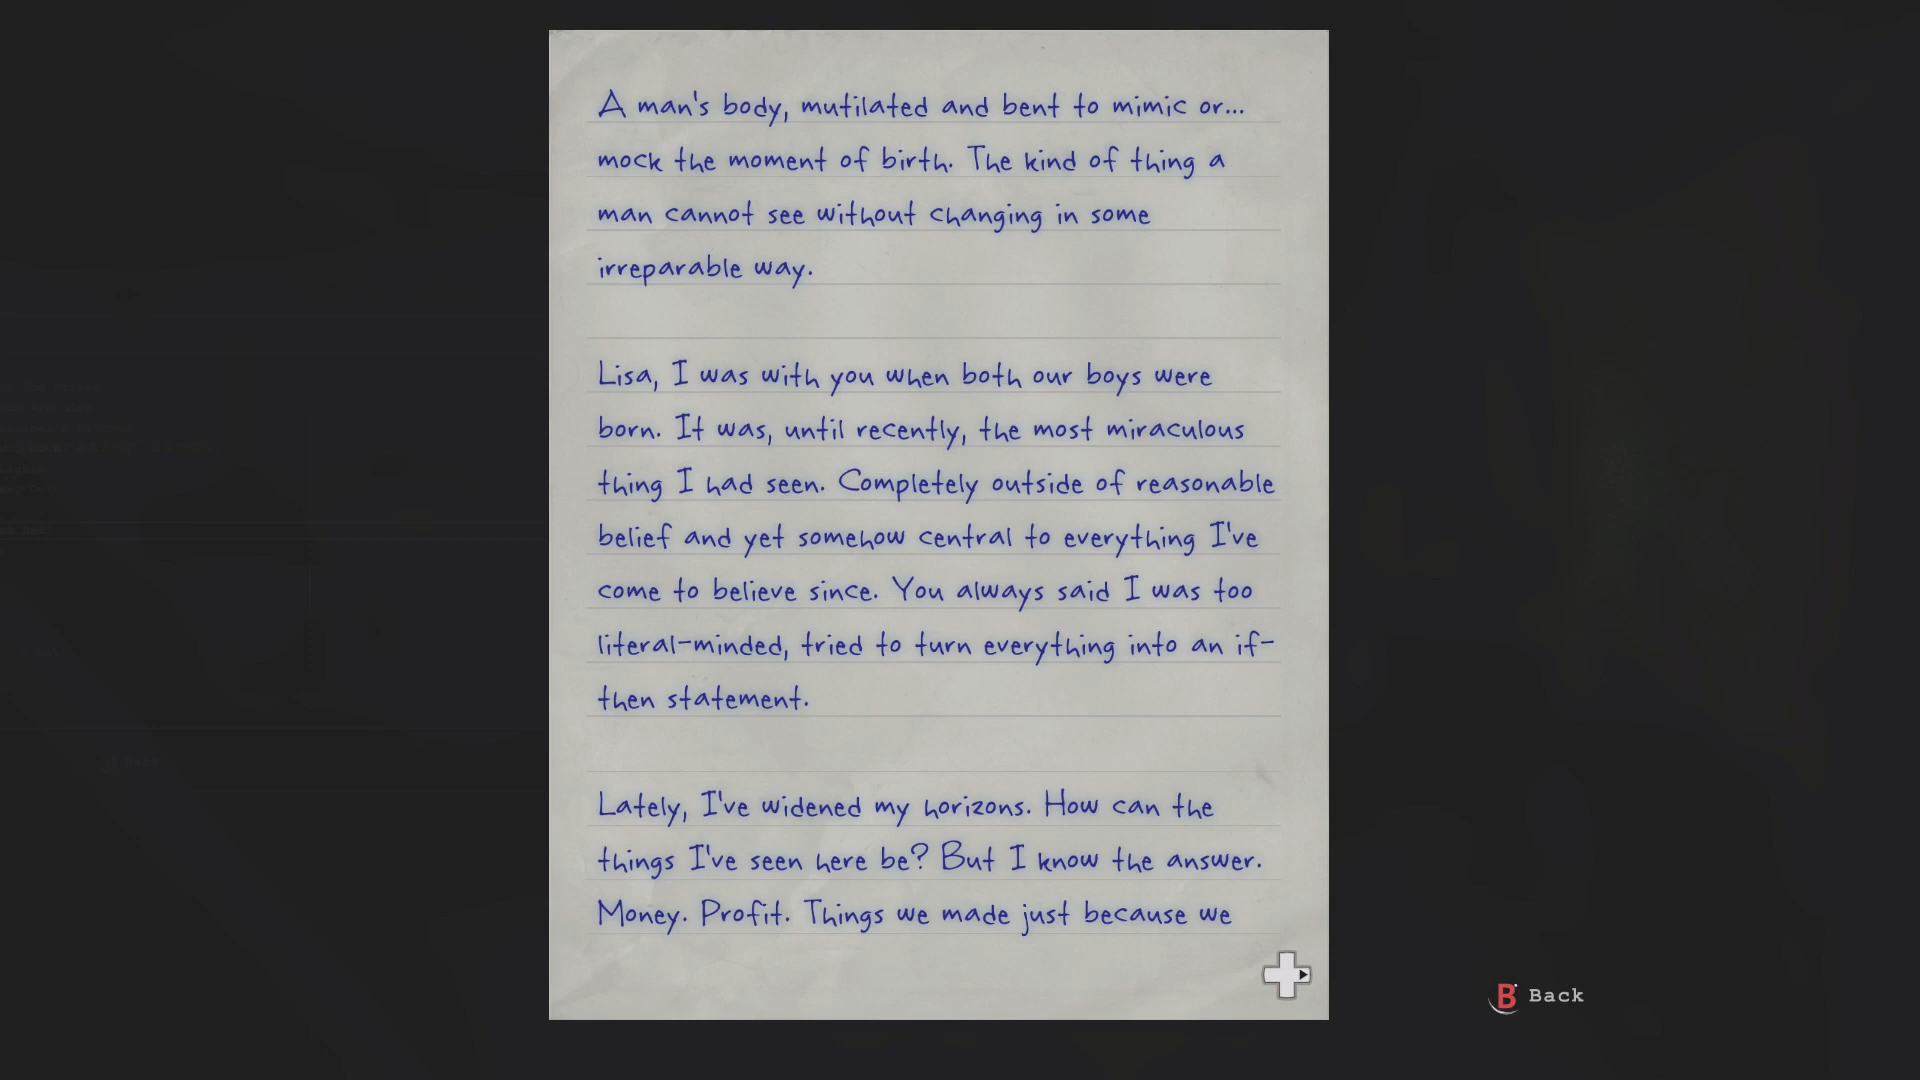 A man's body, mutilated and bent to mimic or...
mock the moment of birth. The kind of thing a
man cannot see without changing in some
irreparable way.
Lisa, I was with you when both our boys were
born. It was, until recently, the most miraculous
thing I had seen. Completely outside of reasonable
belief and yet somehow central to everything I've
come to believe since. You always said I was too
literal-minded, tried to turn everything into an if-
then statement.
Lately, I've widened my horizons. How can the
things I've seen here be? But I know the answer.
Money. Profit. Things we made just because we
B Back